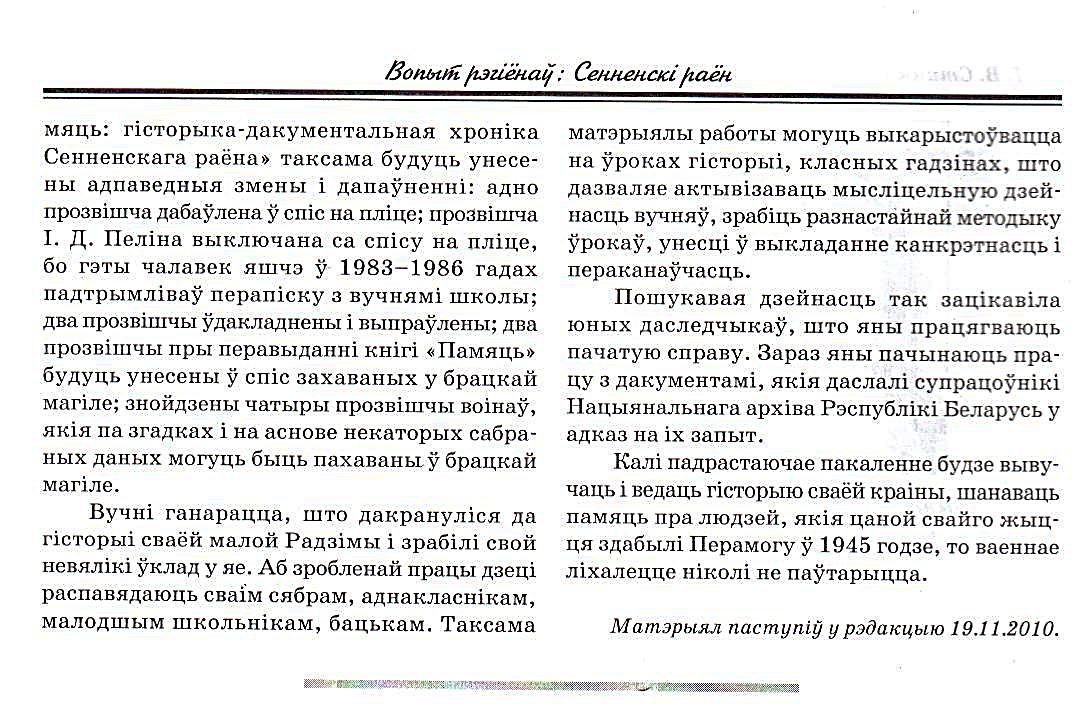 Вопыт рэгіёнаў: Сенненскі раён
мяць: гісторыка-дакументальная хроніка
Сенненскага раёна» таксама будуць унесе-
ны адпаведныя змены і дапаўненні: адно
прозвішча дабаўлена ў спіс на пліце; прозвішча
І. Д. Пеліна выключана са спісу на пліце,
бо гэты чалавек яшчэ ў 1983–1986 гадах
падтрымліваў перапіску з вучнямі школы;
два прозвішчы ўдакладнены і выпраўлены; два
прозвішчы пры перавыданні кнігі «Памяць»
будуць унесены ў спіс захаваных у брацкай
магіле; знойдзены чатыры прозвішчы воінаў,
якія па згадках і на аснове некаторых сабра-
ных даных могуць быць пахаваны ў брацкай
магіле.
Вучні ганарацца, што дакрануліся да
гісторыі сваёй малой Радзімы і зрабілі свой
невялікі ўклад у яе. Аб зробленай працы дзеці
распавядаюць сваім сябрам, аднакласнікам,
малодшым школьнікам, бацькам. Таксама
матэрыялы работы могуць выкарыстоўвацца
на ўроках гісторыі, класных гадзінах, што
дазваляе актывізаваць мысліцельную дзей-
насць вучняў, зрабіць разнастайнай методыку
ўрокаў, унесці ў выкладанне канкрэтнасць і
пераканаўчасць.
Пошукавая дзейнасць так зацікавіла
юных даследчыкаў, што яны працягваюць
пачатую справу. Зараз яны пачынаюць пра-
цу з дакументамі, якія даслалі супрацоўнікі
Нацыянальнага архіва Рэспублікі Беларусь у
адказ на іх запыт.
Калі падрастаючае пакаленне будзе выву-
чаць і ведаць гісторыю сваёй краіны, шанаваць
памяць пра людзей, якія цаной свайго жыц-
ця здабылі Перамогу ў 1945 годзе, то ваеннае
ліхалецце ніколі не паўтарыцца.
Матэрыял паступіў у рэдакцыю 19.11.2010.